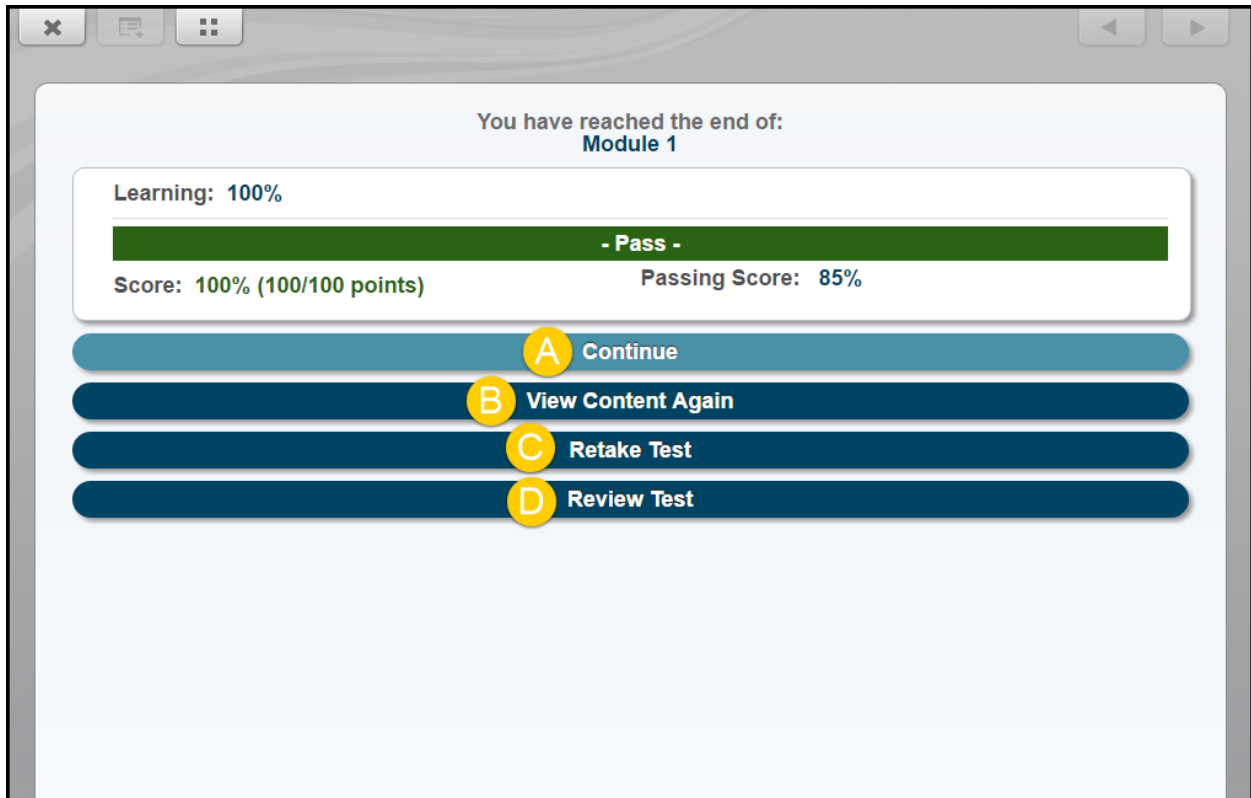 You have reached the end of:
Module 1
Learning: 100%
- Pass -
Score: 100% (100/100 points) Passing Score: 85%
A Continue
B View Content Again
C Retake Test
D Review Test